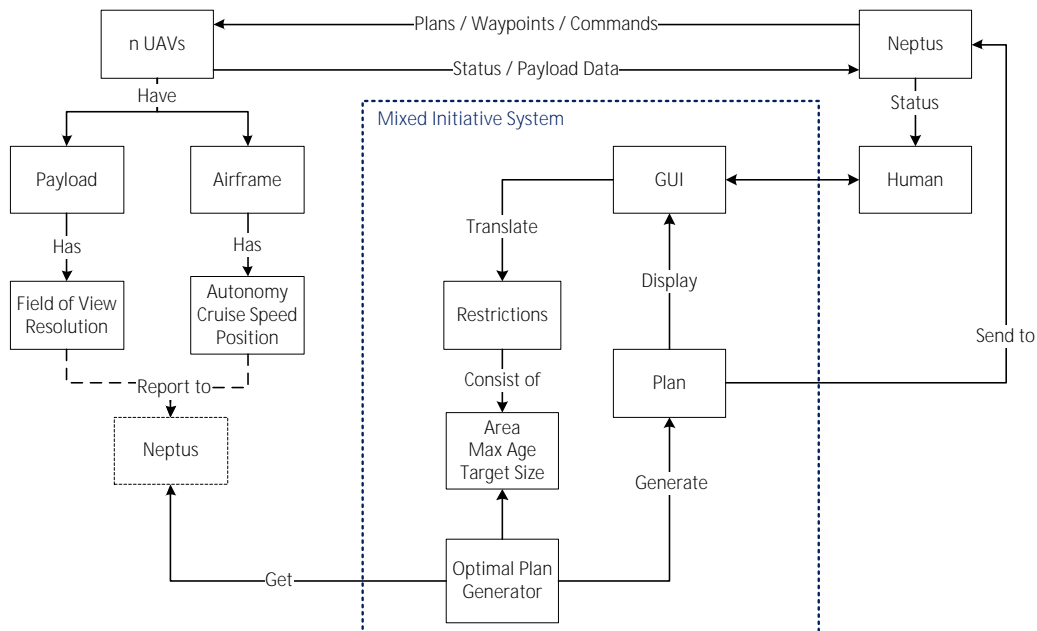 Plans / Waypoints / Commands
n UAVs
Neptus
Status / Payload Data
Have
Status
Mixed Initiative System
Payload
Airframe
GUI
Human
Translate
Has
Has
Display
Field of View
Resolution
Autonomy
Cruise Speed
Position
Restrictions
Send to
Consist of
Plan
Report to
Area
Max Age
Target Size
Neptus
Generate
Optimal Plan
Generator
Get